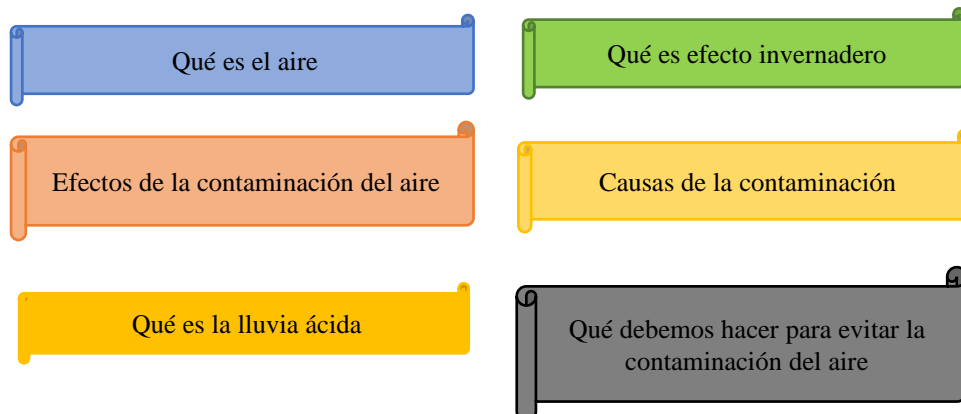 Qué es el aire
Qué es efecto invernadero
Efectos de la contaminación del aire
Causas de la contaminación
Qué es la lluvia ácida
Qué debemos hacer para evitar la
contaminación del aire